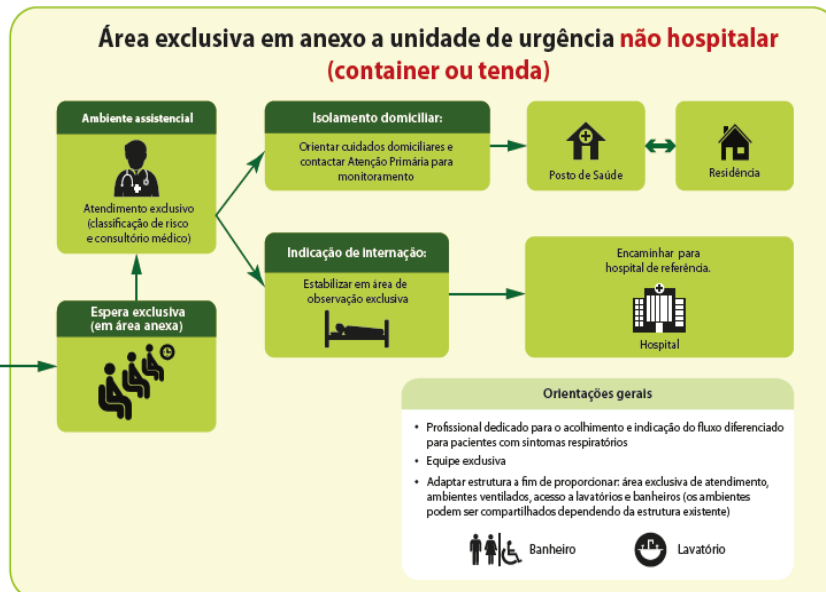 Área exclusiva em anexo a unidade de urgência não hospitalar
(container ou tenda)
Ambiente assistencial
Atendimento exclusivo
(classificação de risco
e consultório médico)
Espera exclusiva
(em área anexa)
Isolamento domiciliar:
Orientar cuidados domiciliares e
contactar Atenção Primária para
monitoramento
Posto de Saúde
Residência
Indicação de internação:
Estabilizar em área de
observação exclusiva
Encaminhar para
hospital de referência.
Hospital
Orientações gerais
• Profissional dedicado para o acolhimento e indicação do fluxo diferenciado
para pacientes com sintomas respiratórios
• Equipe exclusiva
• Adaptar estrutura a fim de proporcionar: área exclusiva de atendimento,
ambientes ventilados, acesso a lavatórios e banheiros (os ambientes
podem ser compartilhados dependendo da estrutura existente)
Banheiro
Lavatório